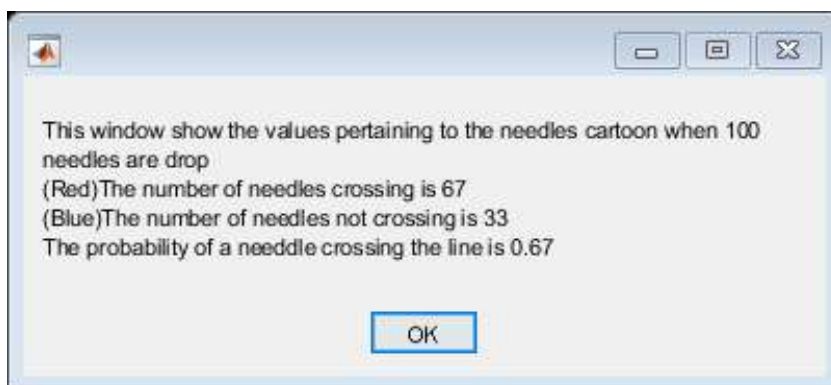 This window show the values pertaining to the needles cartoon when 100
needles are drop
(Red)The number of needles crossing is 67
(Blue)The number of needles not crossing is 33
The probability of a needdle crossing the line is 0.67
OK